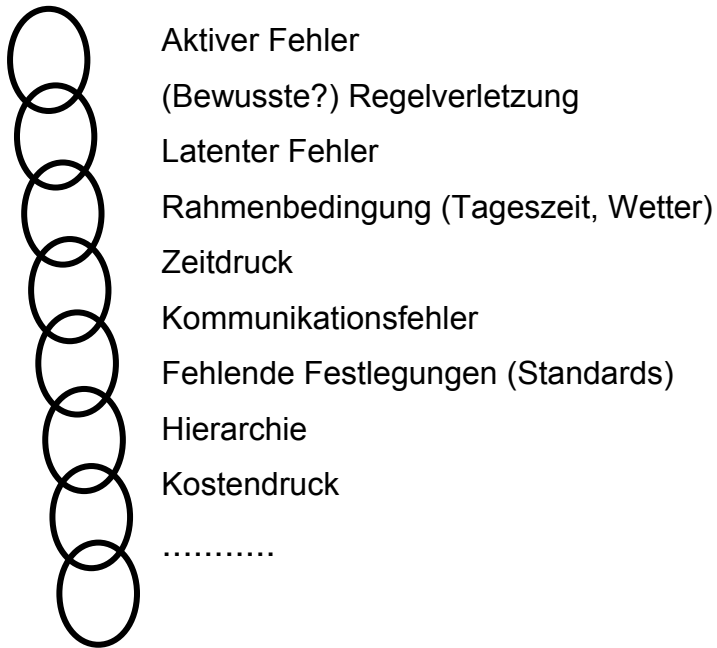 Aktiver Fehler
(Bewusste?) Regelverletzung
Latenter Fehler
Rahmenbedingung (Tageszeit, Wetter)
Zeitdruck
Kommunikationsfehler
Fehlende Festlegungen (Standards)
Hierarchie
Kostendruck
...........